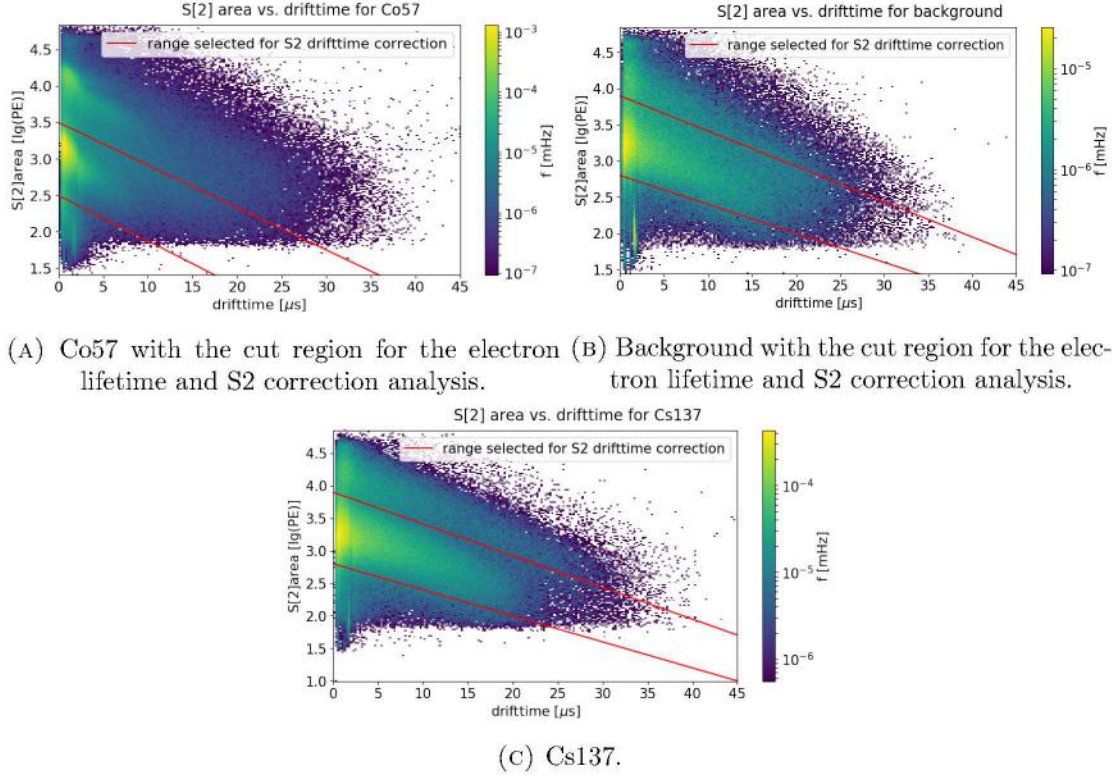 S[2] area vs. drifttime for Co57
range selected for S2 drifttime correction
4.5
4.0
3.5
3.0
2.5
2.0
1.5
S[2]area [lg(PE)]
0 5 10 15 20 25 30 35 40 45
drifttime [μs]
10⁻³
10⁻⁴
10⁻⁵
10⁻⁶
10⁻⁷
f [mHz]
S[2] area vs. drifttime for background
range selected for S2 drifttime correction
4.5
4.0
3.5
3.0
2.5
2.0
1.5
S[2]area [lg(PE)]
0 5 10 15 20 25 30 35 40 45
drifttime [μs]
10⁻⁵
10⁻⁶
10⁻⁷
f [mHz]
(A) Co57 with the cut region for the electron
lifetime and S2 correction analysis.
(B) Background with the cut region for the elec-
tron lifetime and S2 correction analysis.
S[2] area vs. drifttime for Cs137
range selected for S2 drifttime correction
4.5
4.0
3.5
3.0
2.5
2.0
1.5
1.0
S[2]area [lg(PE)]
0 5 10 15 20 25 30 35 40 45
drifttime [μs]
10⁻⁴
10⁻⁵
10⁻⁶
f [mHz]
(C) Cs137.